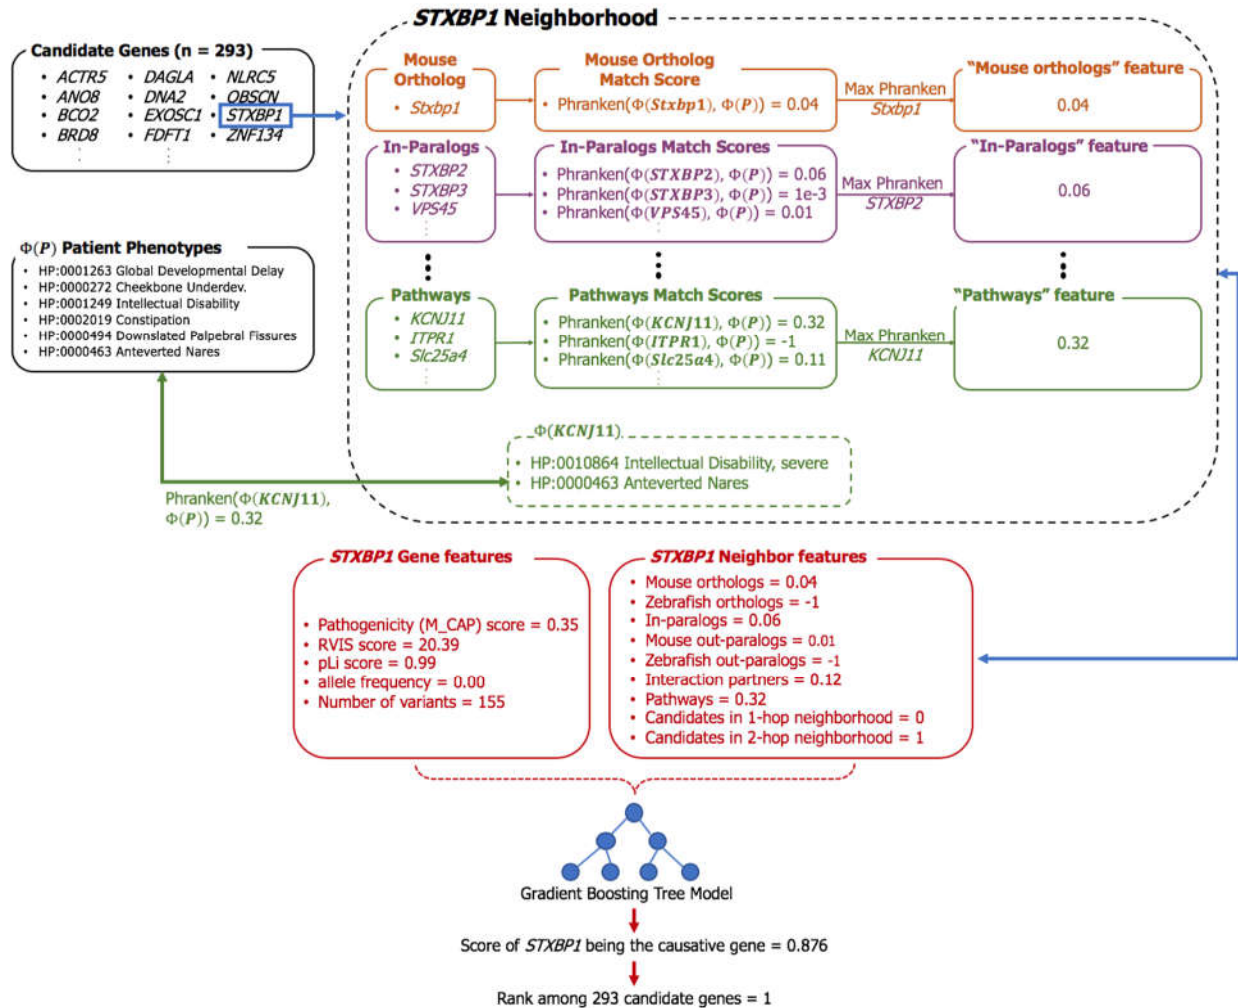 STXBP1 Neighborhood
Candidate Genes (n = 293)
• ACTR5 • DAGLA • NLRC5
• ANO8 • DNA2 • OBSCN
• BCO2 • EXOSC1 • STXBP1
• BRD8 • FDFT1 • ZNF134
⋮ ⋮ ⋮
Mouse
Ortholog
• Stxbp1
Mouse Ortholog
Match Score
• Phranken(Φ(Stxbp1), Φ(P)) = 0.04
Max Phranken
Stxbp1
"Mouse orthologs" feature
0.04
In-Paralogs
• STXBP2
• STXBP3
• VPS45
⋮
In-Paralogs Match Scores
• Phranken(Φ(STXBP2), Φ(P)) = 0.06
• Phranken(Φ(STXBP3), Φ(P)) = 1e-3
• Phranken(Φ(VPS45), Φ(P)) = 0.01
⋮
Max Phranken
STXBP2
"In-Paralogs" feature
0.06
⋮ ⋮ ⋮
Φ(P) Patient Phenotypes
• HP:0001263 Global Developmental Delay
• HP:0000272 Cheekbone Underdev.
• HP:0001249 Intellectual Disability
• HP:0002019 Constipation
• HP:0000494 Downslated Palpebral Fissures
• HP:0000463 Anteverted Nares
Pathways
• KCNJ11
• ITPR1
• Slc25a4
⋮
Pathways Match Scores
• Phranken(Φ(KCNJ11), Φ(P)) = 0.32
• Phranken(Φ(ITPR1), Φ(P)) = -1
• Phranken(Φ(Slc25a4), Φ(P)) = 0.11
⋮
Max Phranken
KCNJ11
"Pathways" feature
0.32
Φ(KCNJ11)
• HP:0010864 Intellectual Disability, severe
• HP:0000463 Anteverted Nares
Phranken(Φ(KCNJ11),
Φ(P)) = 0.32
STXBP1 Gene features
• Pathogenicity (M_CAP) score = 0.35
• RVIS score = 20.39
• pLi score = 0.99
• allele frequency = 0.00
• Number of variants = 155
STXBP1 Neighbor features
• Mouse orthologs = 0.04
• Zebrafish orthologs = -1
• In-paralogs = 0.06
• Mouse out-paralogs = 0.01
• Zebrafish out-paralogs = -1
• Interaction partners = 0.12
• Pathways = 0.32
• Candidates in 1-hop neighborhood = 0
• Candidates in 2-hop neighborhood = 1
Gradient Boosting Tree Model
Score of STXBP1 being the causative gene = 0.876
Rank among 293 candidate genes = 1